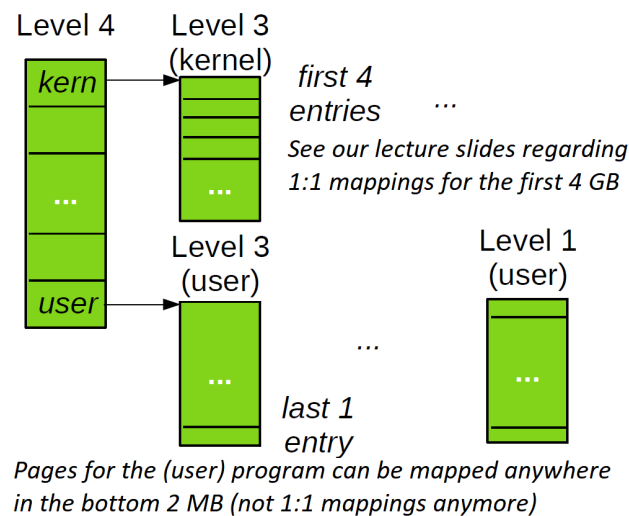 Level 4
Level 3
(kernel)
kern
first 4
entries
...
See our lecture slides regarding
1:1 mappings for the first 4 GB
...
...
Level 3
(user)
Level 1
(user)
user
...
...
...
last 1
entry
Pages for the (user) program can be mapped anywhere
in the bottom 2 MB (not 1:1 mappings anymore)